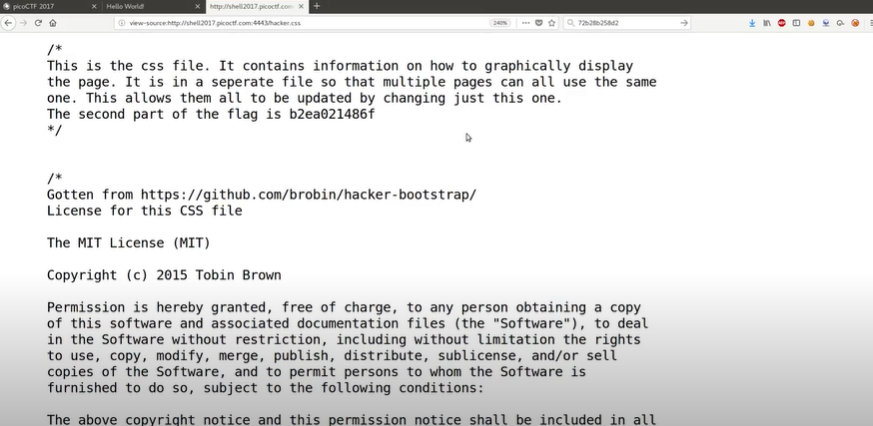 picoCTF 2017
Hello World!
http://shell2017.picoctf.com:
view-source:http://shell2017.picoctf.com:4443/hacker.css
240%
72b28b258d2
/*
This is the css file. It contains information on how to graphically display
the page. It is in a seperate file so that multiple pages can all use the same
one. This allows them all to be updated by changing just this one.
The second part of the flag is b2ea021486f
*/
/*
Gotten from https://github.com/brobin/hacker-bootstrap/
License for this CSS file
The MIT License (MIT)
Copyright (c) 2015 Tobin Brown
Permission is hereby granted, free of charge, to any person obtaining a copy
of this software and associated documentation files (the "Software"), to deal
in the Software without restriction, including without limitation the rights
to use, copy, modify, merge, publish, distribute, sublicense, and/or sell
copies of the Software, and to permit persons to whom the Software is
furnished to do so, subject to the following conditions:
The above copyright notice and this permission notice shall be included in all